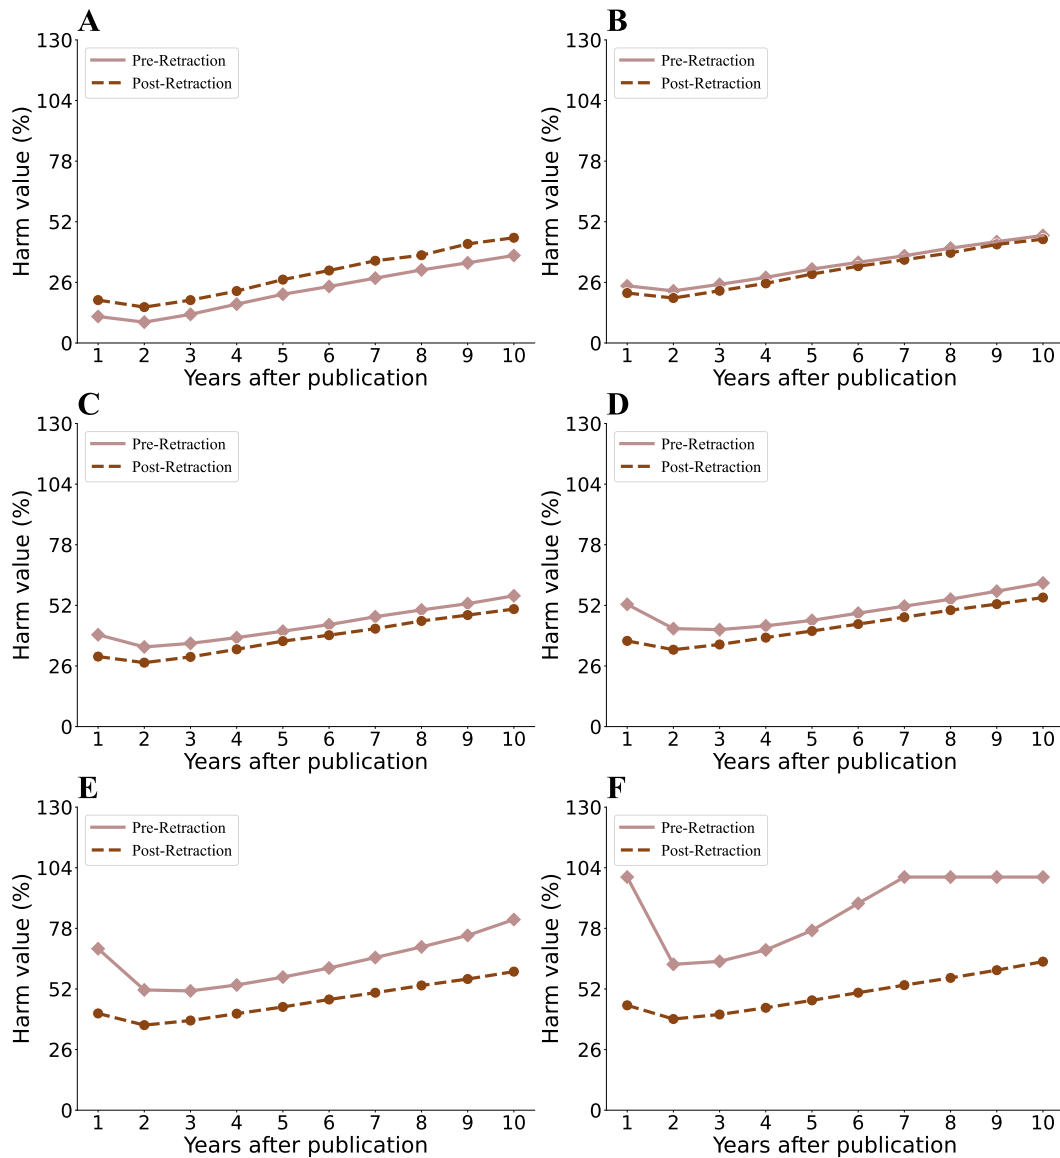 A
130
104
78
52
26
0
Harm value (%)
Pre-Retraction
Post-Retraction
1 2 3 4 5 6 7 8 9 10
Years after publication
B
130
104
78
52
26
0
Harm value (%)
Pre-Retraction
Post-Retraction
1 2 3 4 5 6 7 8 9 10
Years after publication
C
130
104
78
52
26
0
Harm value (%)
Pre-Retraction
Post-Retraction
1 2 3 4 5 6 7 8 9 10
Years after publication
D
130
104
78
52
26
0
Harm value (%)
Pre-Retraction
Post-Retraction
1 2 3 4 5 6 7 8 9 10
Years after publication
E
130
104
78
52
26
0
Harm value (%)
Pre-Retraction
Post-Retraction
1 2 3 4 5 6 7 8 9 10
Years after publication
F
130
104
78
52
26
0
Harm value (%)
Pre-Retraction
Post-Retraction
1 2 3 4 5 6 7 8 9 10
Years after publication